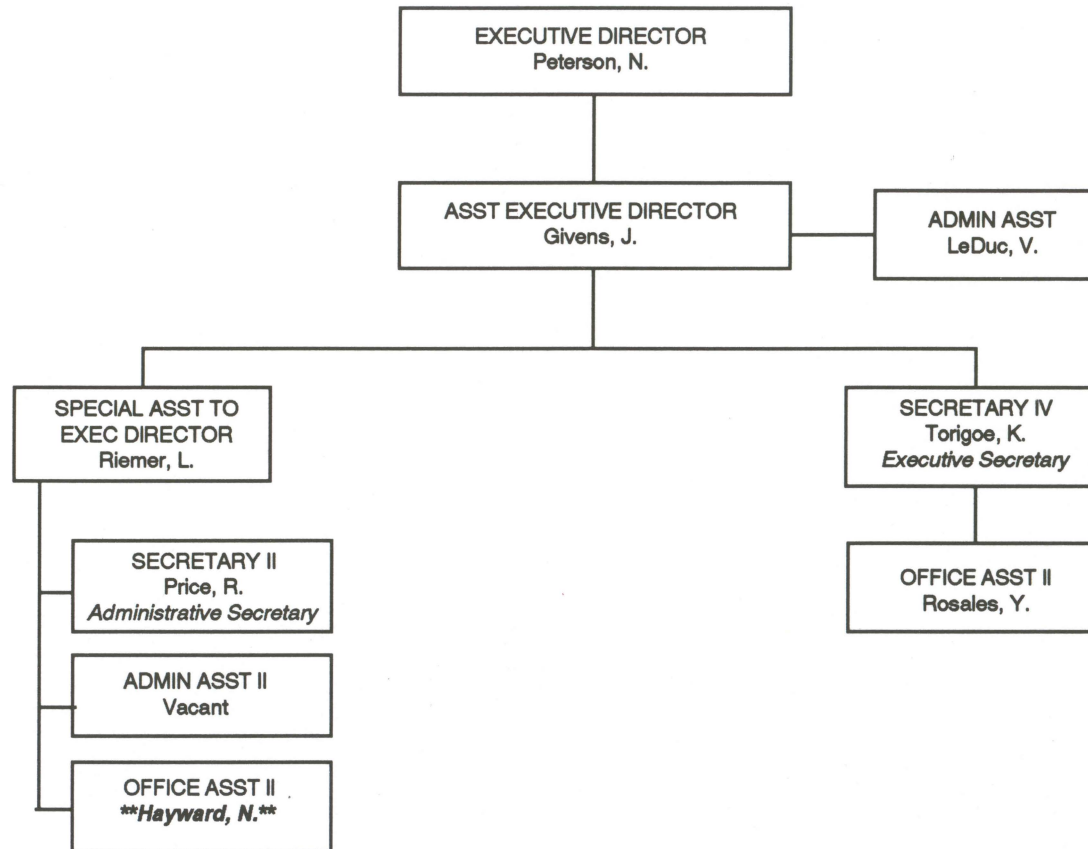 EXECUTIVE DIRECTOR
Peterson, N.
ASST EXECUTIVE DIRECTOR
Givens, J.
ADMIN ASST
LeDuc, V.
SPECIAL ASST TO
EXEC DIRECTOR
Riemer, L.
SECRETARY IV
Torigoe, K.
Executive Secretary
SECRETARY II
Price, R.
Administrative Secretary
OFFICE ASST II
Rosales, Y.
ADMIN ASST II
Vacant
OFFICE ASST II
**Hayward, N.**